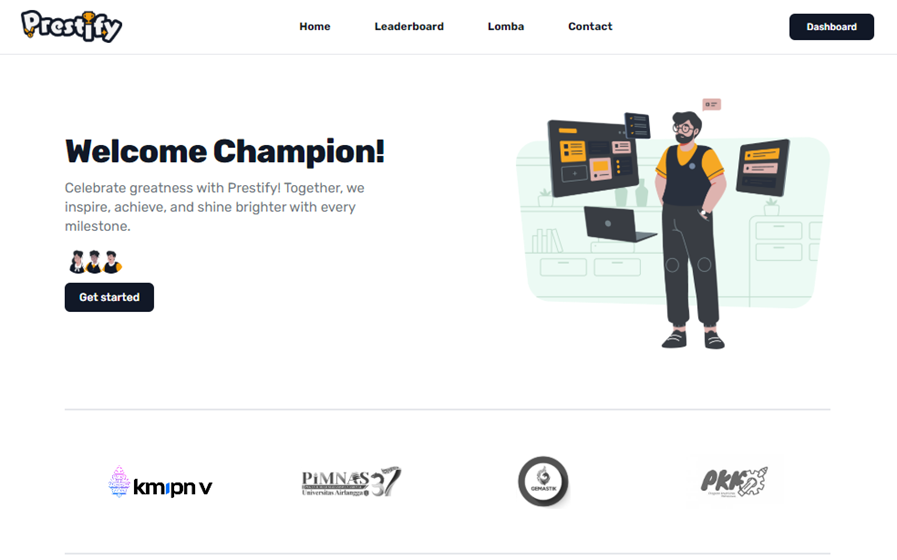 Prestify
Home
Leaderboard
Lomba
Contact
Dashboard
Welcome Champion!
Celebrate greatness with Prestify! Together, we
inspire, achieve, and shine brighter with every
milestone.
Get started
kmipn v
PIMNAS 37
Universitas Airlangga
GEMASTIK
PKM